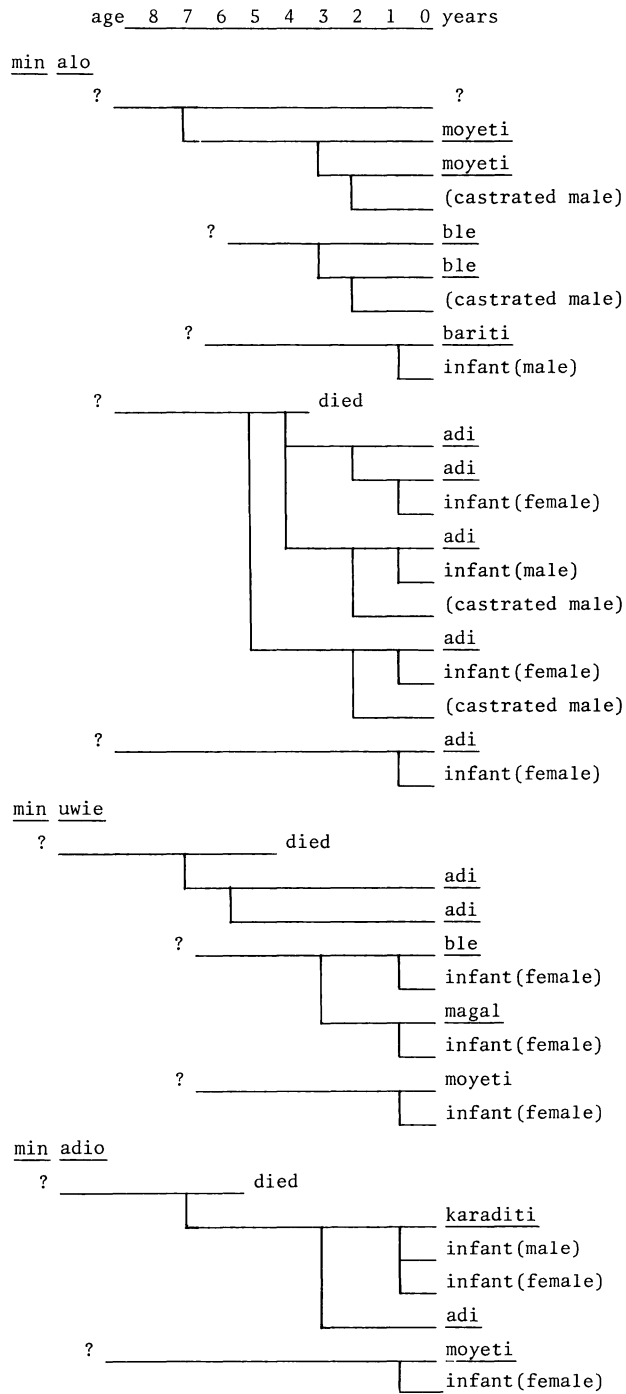 age 8 7 6 5 4 3 2 1 0 years
min alo
? ?
moyeti
moyeti
(castrated male)
? ble
ble
(castrated male)
? bariti
infant(male)
? died
adi
adi
infant(female)
adi
infant(male)
(castrated male)
adi
infant(female)
(castrated male)
? adi
infant(female)
min uwie
? died
adi
adi
? ble
infant(female)
magal
infant(female)
? moyeti
infant(female)
min adio
? died
karaditi
infant(male)
infant(female)
adi
? moyeti
infant(female)